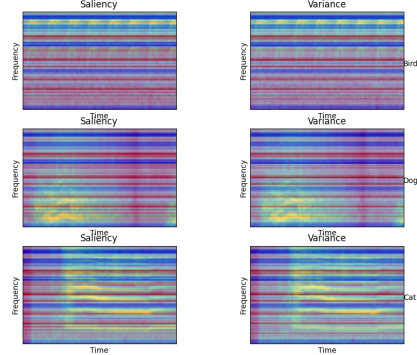 Saliency Variance
Frequency Frequency Bird
Time Time
Saliency Variance
Frequency Frequency Dog
Time Time
Saliency Variance
Frequency Frequency Cat
Time Time